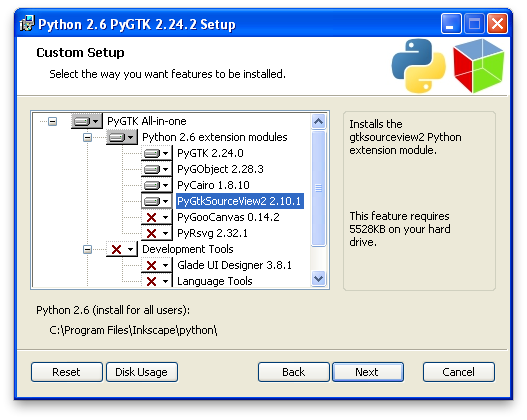 Python 2.6 PyGTK 2.24.2 Setup
Custom Setup
Select the way you want features to be installed.
PyGTK All-in-one
Python 2.6 extension modules
PyGTK 2.24.0
PyGObject 2.28.3
PyCairo 1.8.10
PyGtkSourceView2 2.10.1
PyGooCanvas 0.14.2
PyRsvg 2.32.1
Development Tools
Glade UI Designer 3.8.1
Language Tools
Installs the
gtksourceview2 Python
extension module.
This feature requires
5528KB on your hard
drive.
Python 2.6 (install for all users):
C:\Program Files\Inkscape\python\
Reset
Disk Usage
Back
Next
Cancel